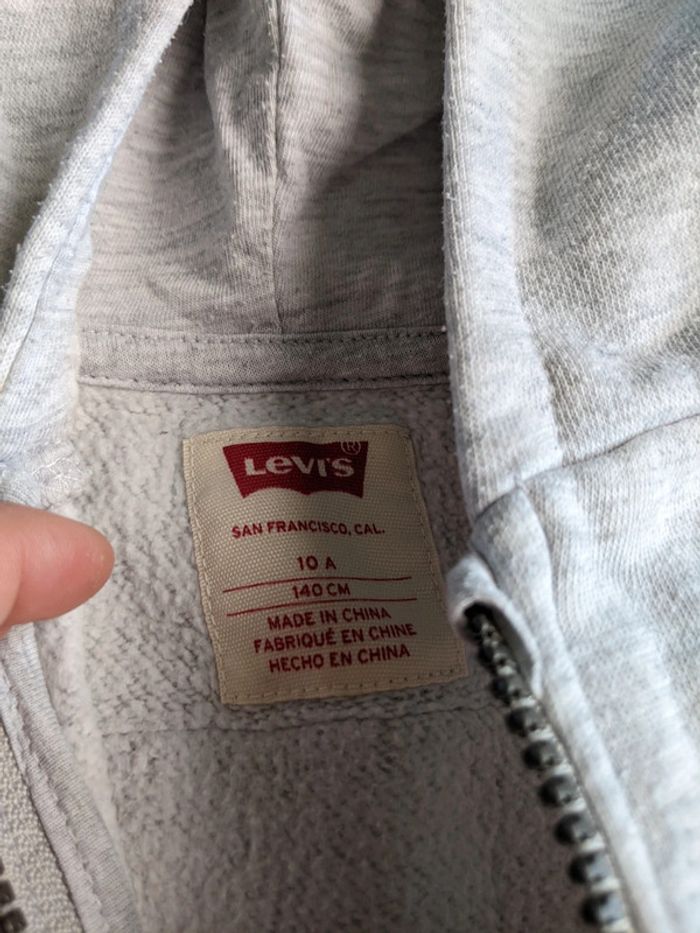 Levi's®
SAN FRANCISCO, CAL.
10 A
140 CM
MADE IN CHINA
FABRIQUÉ EN CHINE
HECHO EN CHINA